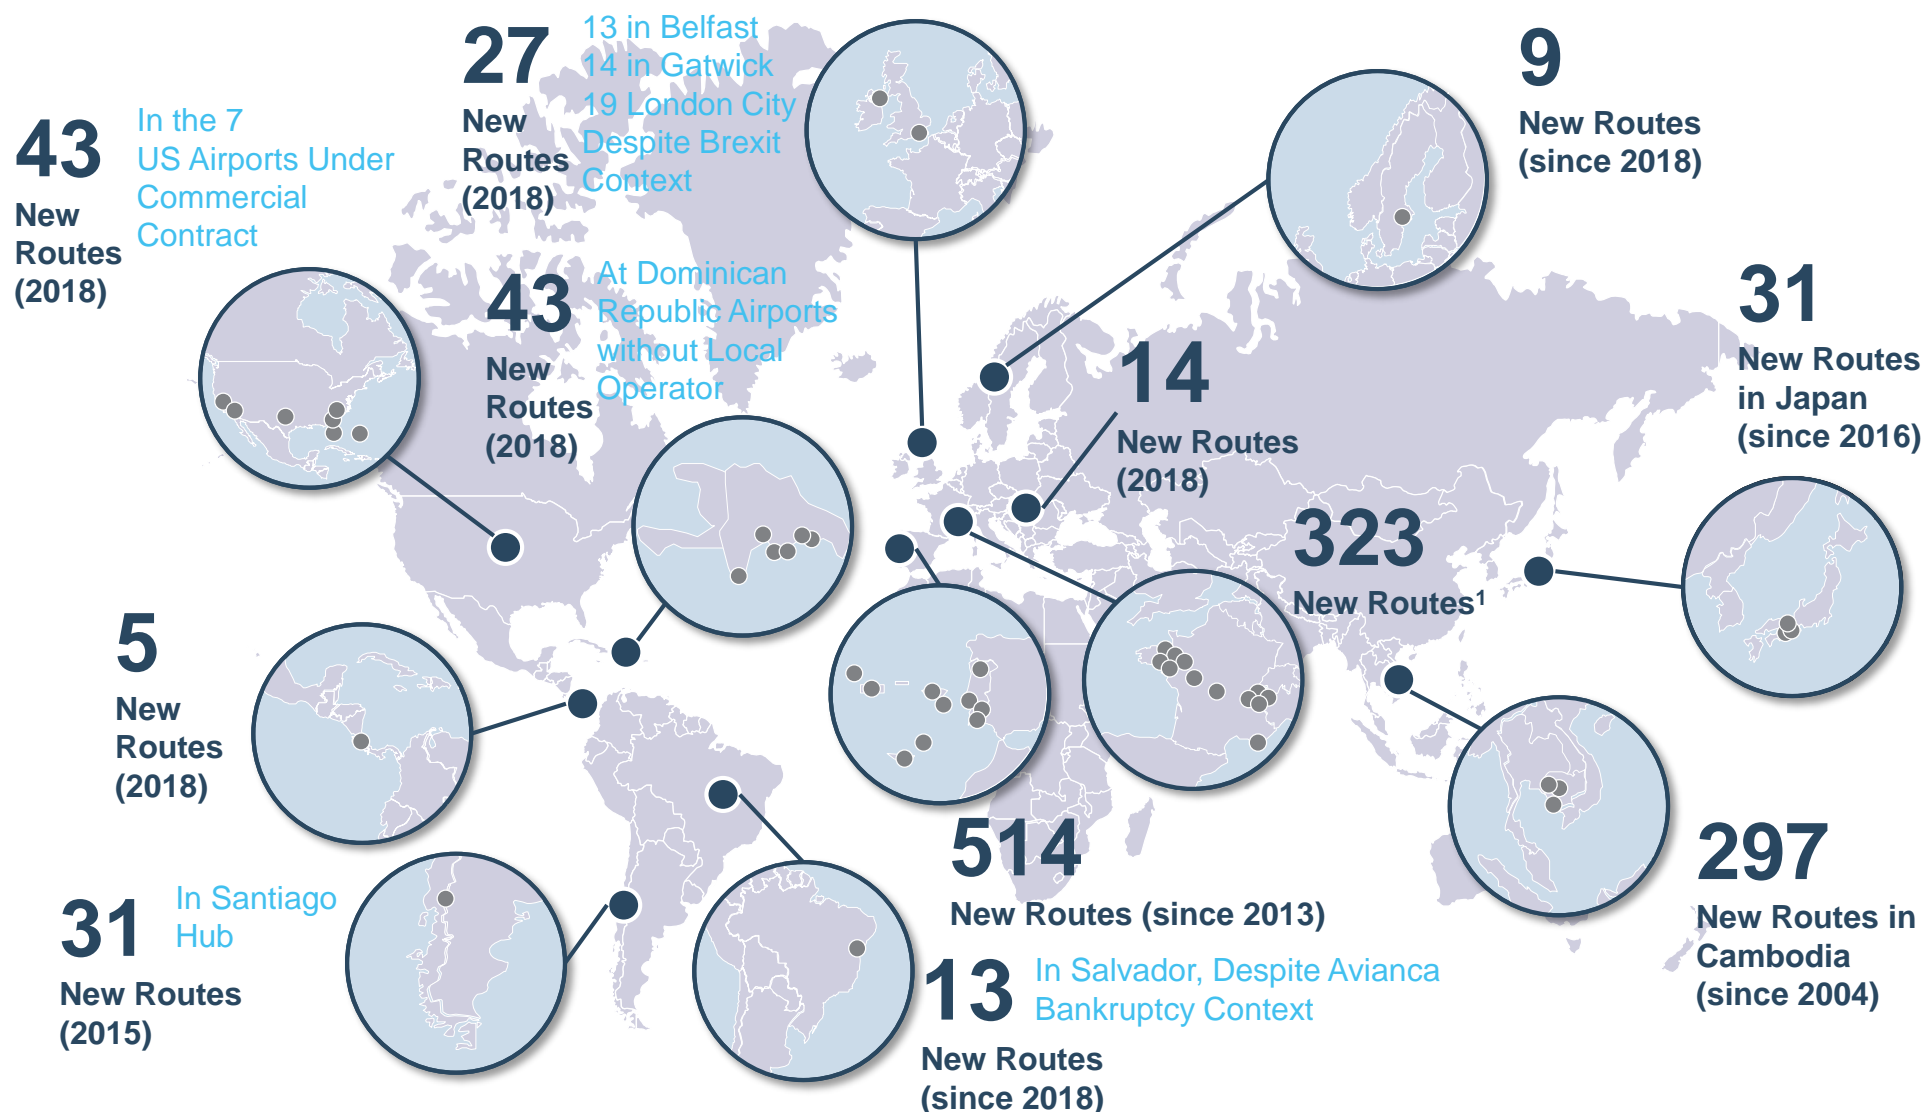 27
New
Routes
(2018)
13 in Belfast
14 in Gatwick
19 London City
Despite Brexit
Context
9
New Routes
(since 2018)
43
New
Routes
(2018)
In the 7
US Airports Under
Commercial
Contract
43
New
Routes
(2018)
At Dominican
Republic Airports
without Local
Operator
31
New Routes
in Japan
(since 2016)
14
New Routes
(2018)
323
New Routes¹
5
New
Routes
(2018)
514
New Routes (since 2013)
297
New Routes in
Cambodia
(since 2004)
31
New Routes
(2015)
In Santiago
Hub
13
New Routes
(since 2018)
In Salvador, Despite Avianca
Bankruptcy Context